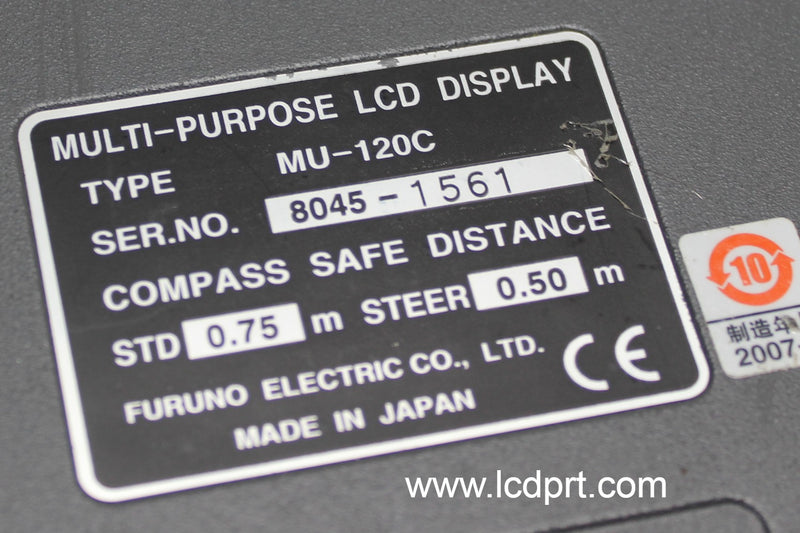 MULTI-PURPOSE LCD DISPLAY
TYPE MU-120C
SER.NO. 8045-1561
COMPASS SAFE DISTANCE
STD 0.75 m STEER 0.50 m
FURUNO ELECTRIC CO., LTD.
MADE IN JAPAN
CE
10
制造年
2007-
www.lcdprt.com